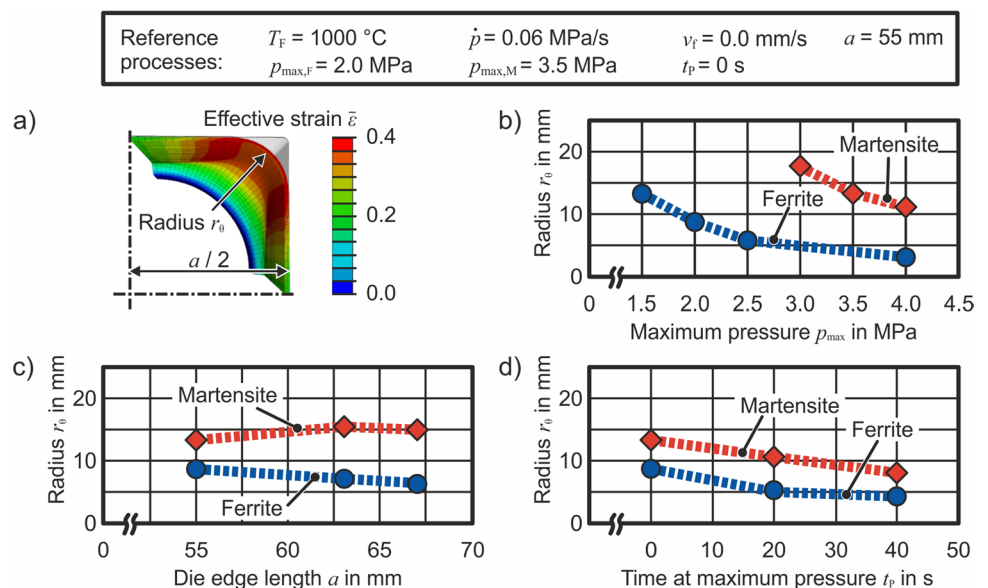 Reference processes:
T_F = 1000 °C
ṗ = 0.06 MPa/s
v_f = 0.0 mm/s
a = 55 mm
p_max,F = 2.0 MPa
p_max,M = 3.5 MPa
t_P = 0 s
a)
Effective strain ε̄
0.4
0.2
0.0
Radius r_θ
a / 2
b)
Radius r_θ in mm
20
10
0
Martensite
Ferrite
0 1.5 2.0 2.5 3.0 3.5 4.0 4.5
Maximum pressure p_max in MPa
c)
Radius r_θ in mm
20
10
0
Martensite
Ferrite
0 55 60 65 70
Die edge length a in mm
d)
Radius r_θ in mm
20
10
0
Martensite
Ferrite
0 10 20 30 40 50
Time at maximum pressure t_P in s